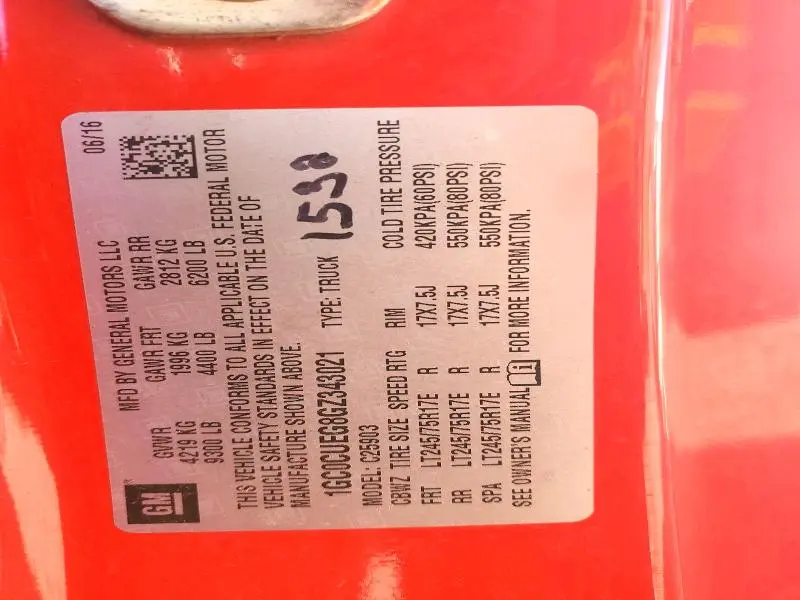 GM
MFD BY GENERAL MOTORS LLC
06/16
GVWR GAWR FRT GAWR RR
4219 KG 1996 KG 2812 KG
9300 LB 4400 LB 6200 LB
THIS VEHICLE CONFORMS TO ALL APPLICABLE U.S. FEDERAL MOTOR
VEHICLE SAFETY STANDARDS IN EFFECT ON THE DATE OF
MANUFACTURE SHOWN ABOVE.
1GC0CUEG8GZ343021 TYPE: TRUCK
1538
MODEL: C25903
CBWZ TIRE SIZE SPEED RTG RIM COLD TIRE PRESSURE
FRT LT245/75R17E R 17X7.5J 420KPA(60PSI)
RR LT245/75R17E R 17X7.5J 550KPA(80PSI)
SPA LT245/75R17E R 17X7.5J 550KPA(80PSI)
SEE OWNER'S MANUAL FOR MORE INFORMATION.